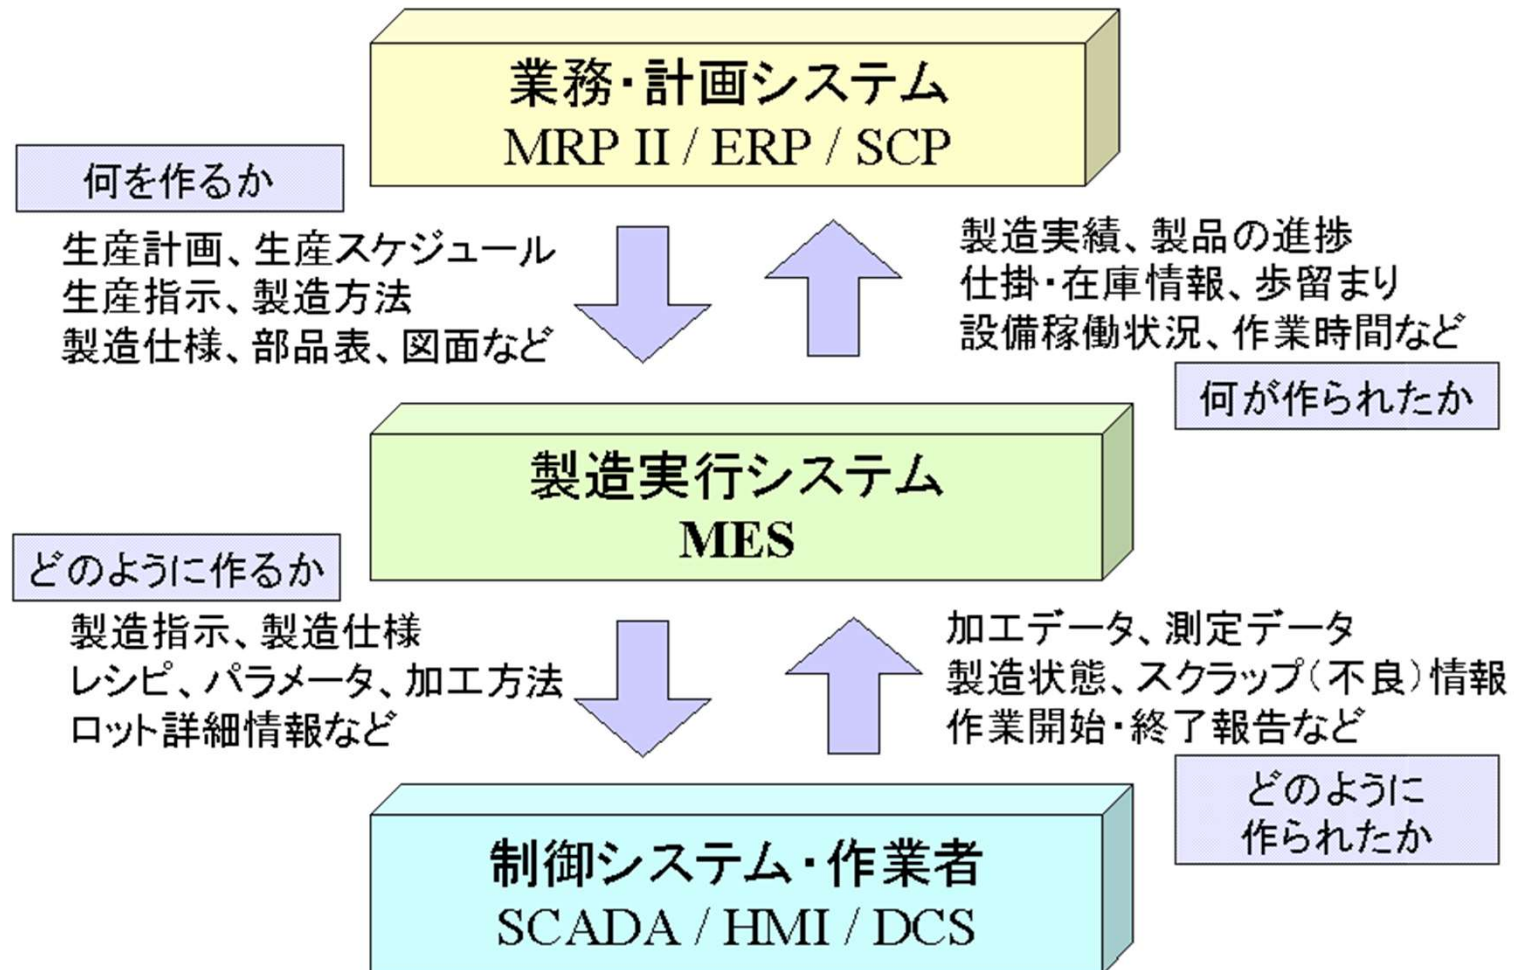 業務・計画システム
MRP II / ERP / SCP
何を作るか
生産計画、生産スケジュール
生産指示、製造方法
製造仕様、部品表、図面など
製造実績、製品の進捗
仕掛・在庫情報、歩留まり
設備稼働状況、作業時間など
何が作られたか
製造実行システム
MES
どのように作るか
製造指示、製造仕様
レシピ、パラメータ、加工方法
ロット詳細情報など
加工データ、測定データ
製造状態、スクラップ(不良)情報
作業開始・終了報告など
どのように
作られたか
制御システム・作業者
SCADA / HMI / DCS